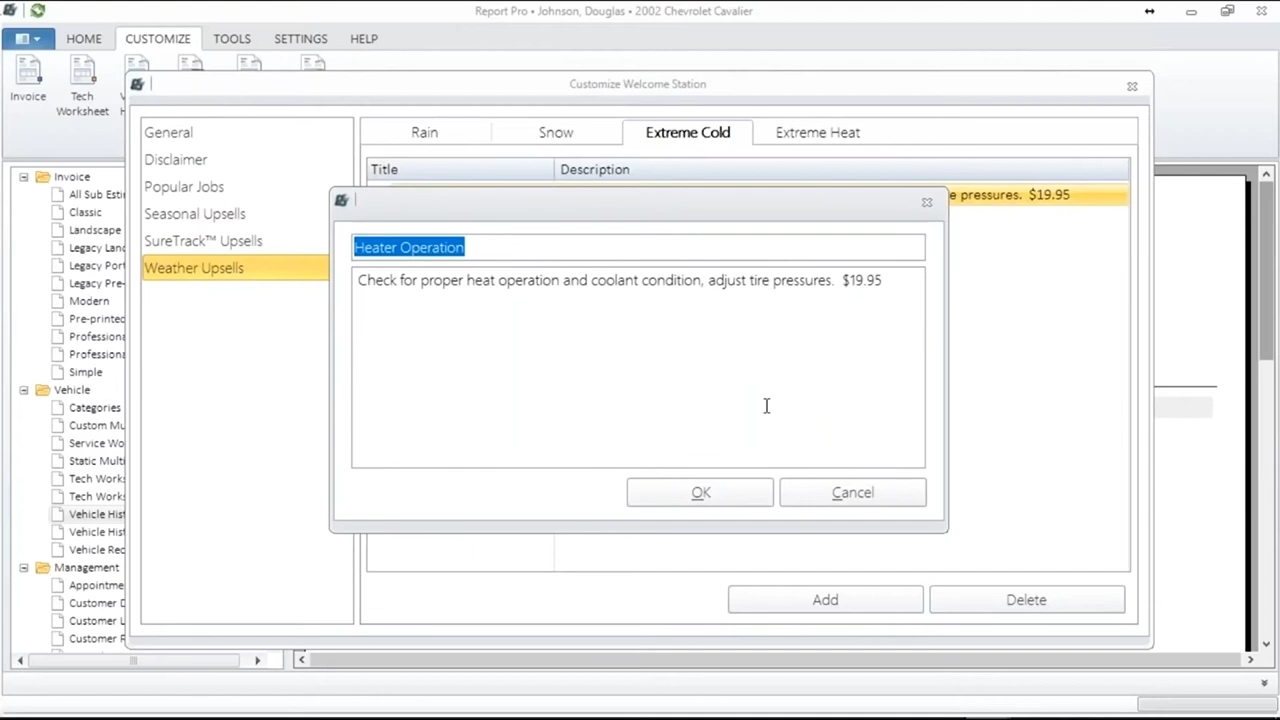 Report Pro • Johnson, Douglas • 2002 Chevrolet Cavalier
HOME
CUSTOMIZE
TOOLS
SETTINGS
HELP
Invoice
Tech
Worksheet
Customize Welcome Station
General
Disclaimer
Popular Jobs
Seasonal Upsells
SureTrack™ Upsells
Weather Upsells
Rain
Snow
Extreme Cold
Extreme Heat
Title
Description
e pressures. $19.95
Heater Operation
Check for proper heat operation and coolant condition, adjust tire pressures. $19.95
OK
Cancel
Add
Delete
Invoice
All Sub Esti
Classic
Landscape
Legacy Lan
Legacy Port
Legacy Pre-
Modern
Pre-printed
Professiona
Professiona
Simple
Vehicle
Categories
Custom Mu
Service Wo
Static Multi
Tech Works
Tech Works
Vehicle Hist
Vehicle Hist
Vehicle Rec
Management
Appointme
Customer D
Customer L
Customer R